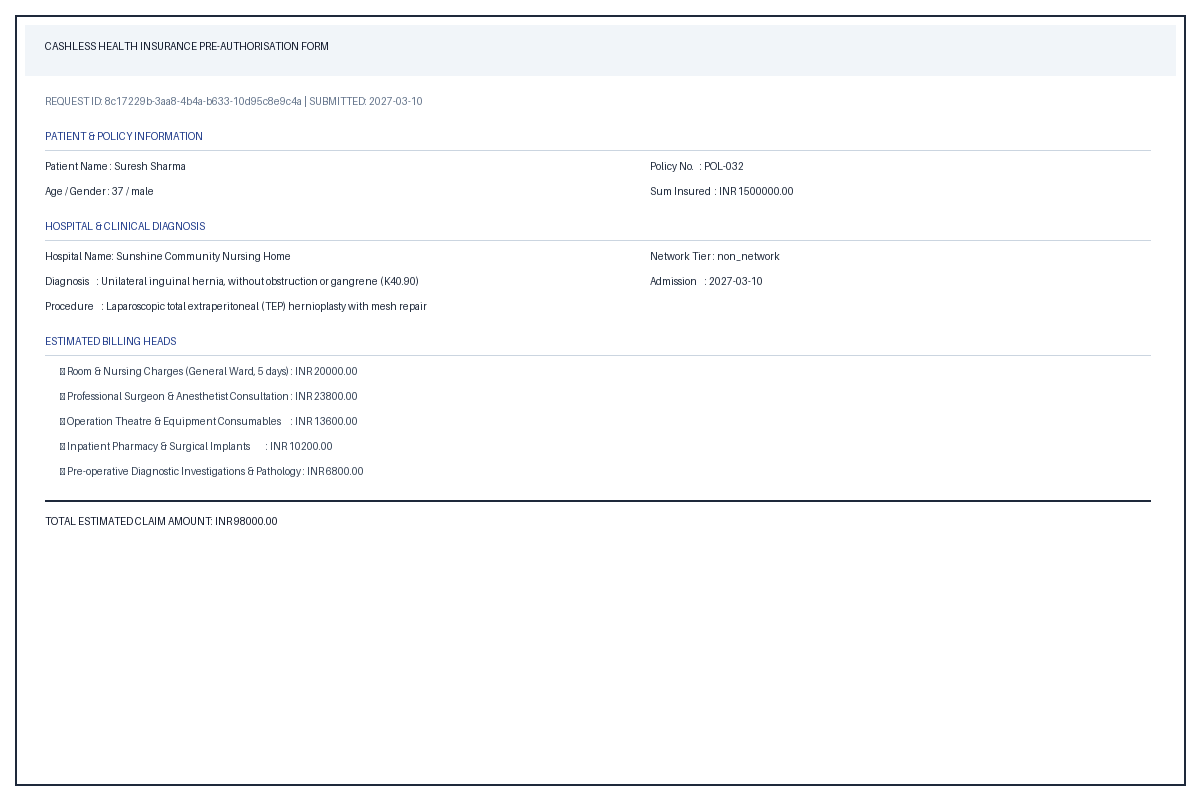 CASHLESS HEALTH INSURANCE PRE-AUTHORISATION FORM
REQUEST ID: 8c17229b-3aa8-4b4a-b633-10d95c8e9c4a | SUBMITTED: 2027-03-10
PATIENT & POLICY INFORMATION
Patient Name : Suresh Sharma Policy No. : POL-032
Age / Gender : 37 / male Sum Insured : INR 1500000.00
HOSPITAL & CLINICAL DIAGNOSIS
Hospital Name: Sunshine Community Nursing Home Network Tier : non_network
Diagnosis : Unilateral inguinal hernia, without obstruction or gangrene (K40.90) Admission : 2027-03-10
Procedure : Laparoscopic total extraperitoneal (TEP) hernioplasty with mesh repair
ESTIMATED BILLING HEADS
Room & Nursing Charges (General Ward, 5 days) : INR 20000.00
Professional Surgeon & Anesthetist Consultation : INR 23800.00
Operation Theatre & Equipment Consumables : INR 13600.00
Inpatient Pharmacy & Surgical Implants : INR 10200.00
Pre-operative Diagnostic Investigations & Pathology : INR 6800.00
TOTAL ESTIMATED CLAIM AMOUNT: INR 98000.00